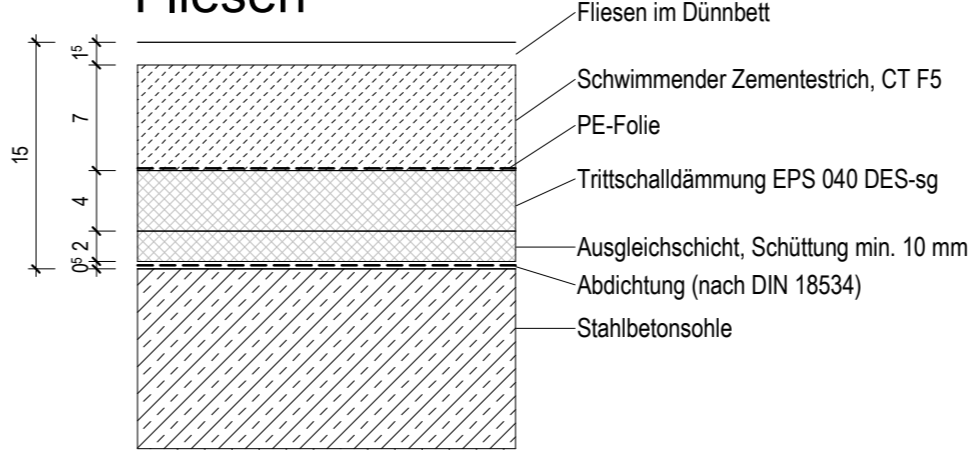 Fliesen
Fliesen im Dünnbett
Schwimmender Zementestrich, CT F5
PE-Folie
Trittschalldämmung EPS 040 DES-sg
Ausgleichschicht, Schüttung min. 10 mm
Abdichtung (nach DIN 18534)
Stahlbetonsohle
15
1⁵
7
4
2
0⁵